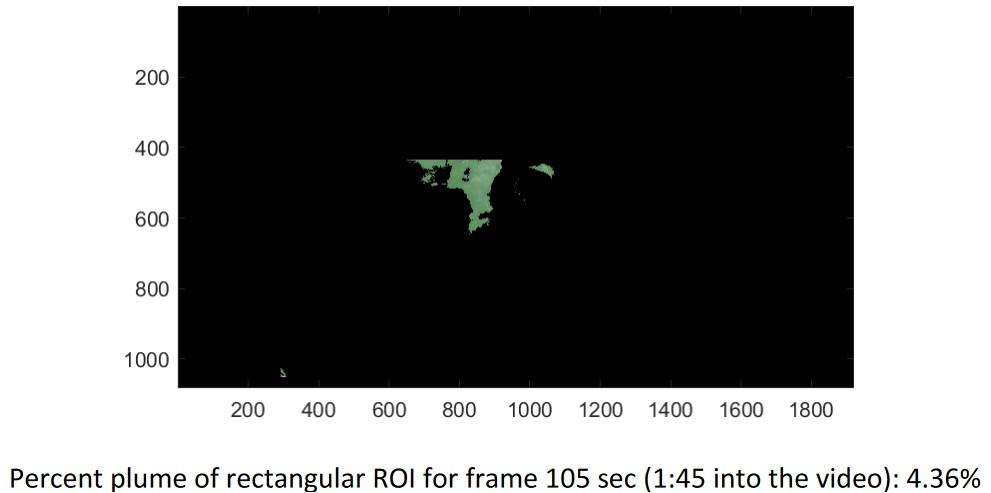 200
400
600
800
1000
200 400 600 800 1000 1200 1400 1600 1800
Percent plume of rectangular ROI for frame 105 sec (1:45 into the video): 4.36%